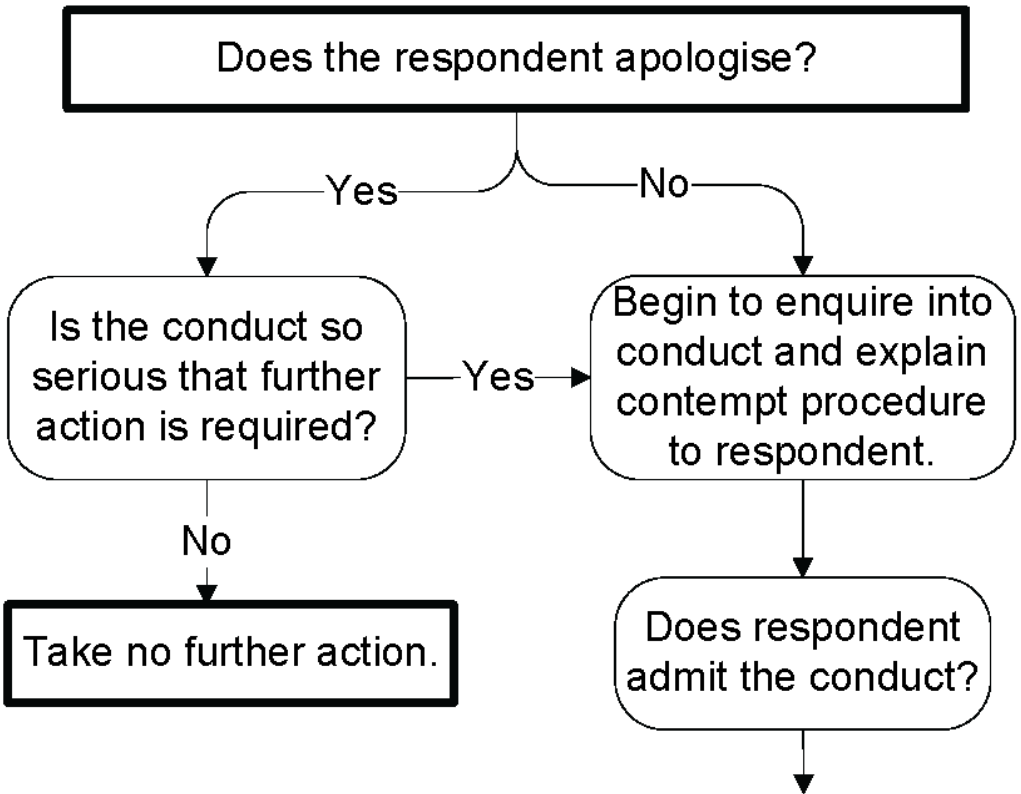 Does the respondent apologise?
Yes
No
Is the conduct so
serious that further
action is required?
Yes
Begin to enquire into
conduct and explain
contempt procedure
to respondent.
No
Take no further action.
Does respondent
admit the conduct?